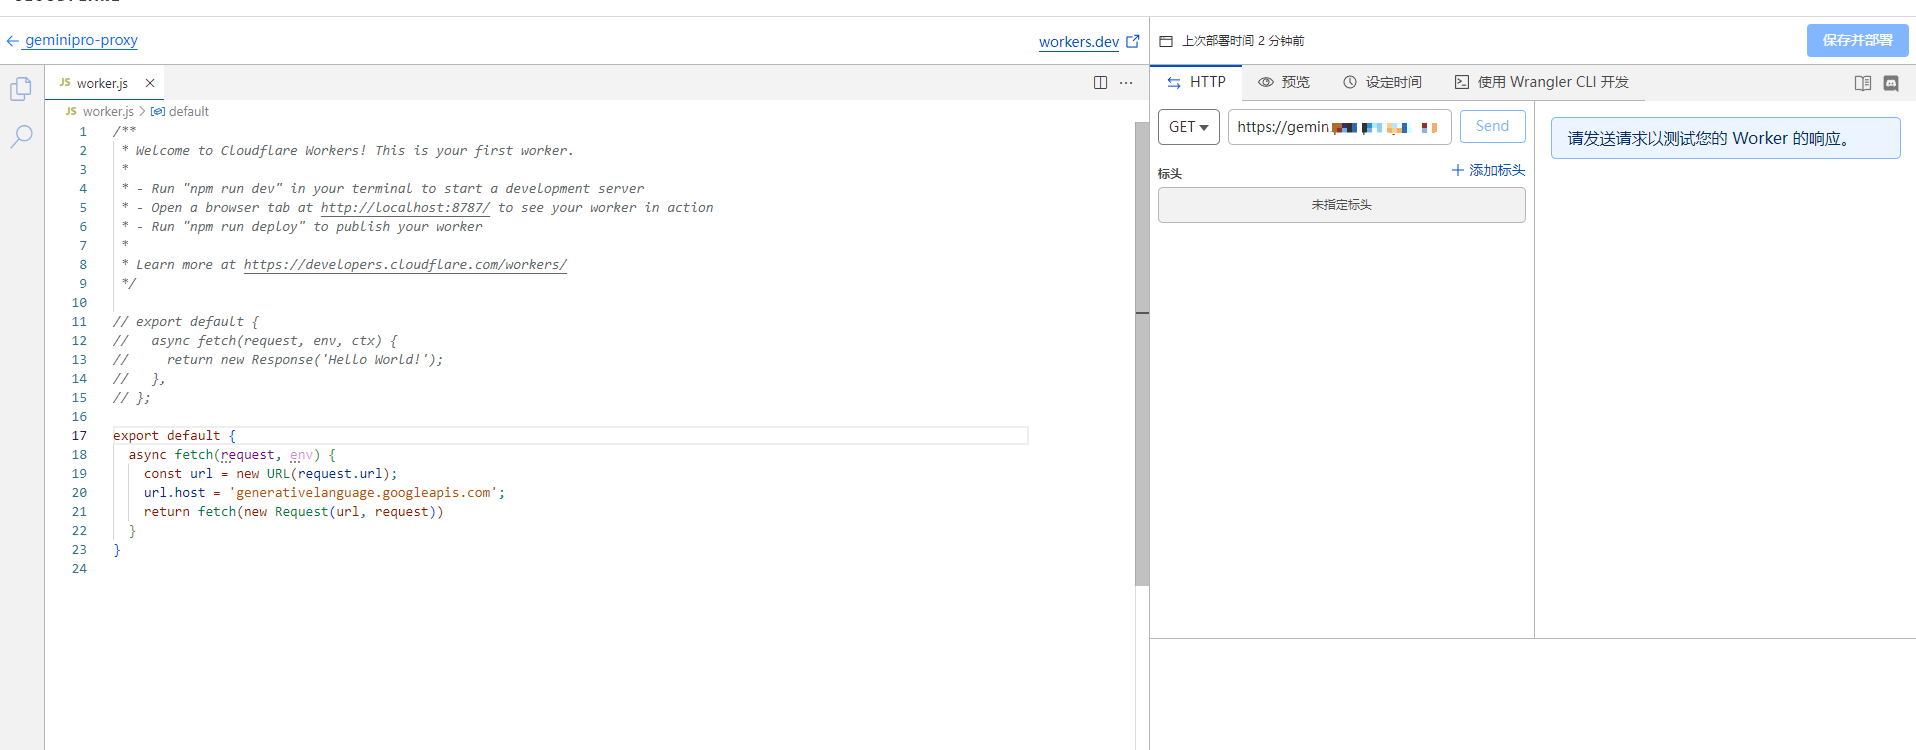 geminipro-proxy
workers.dev
上次部署时间 2 分钟前
保存并部署
JS worker.js
HTTP
预览
设定时间
使用 Wrangler CLI 开发
JS worker.js > default
GET
https://gemin
Send
请发送请求以测试您的 Worker 的响应。
标头
添加标头
未指定标头
1 /**
2 * Welcome to Cloudflare Workers! This is your first worker.
3 *
4 * - Run "npm run dev" in your terminal to start a development server
5 * - Open a browser tab at http://localhost:8787/ to see your worker in action
6 * - Run "npm run deploy" to publish your worker
7 *
8 * Learn more at https://developers.cloudflare.com/workers/
9 */
10
11 // export default {
12 //   async fetch(request, env, ctx) {
13 //     return new Response('Hello World!');
14 //   },
15 // };
16
17 export default {
18   async fetch(request, env) {
19     const url = new URL(request.url);
20     url.host = 'generativelanguage.googleapis.com';
21     return fetch(new Request(url, request))
22   }
23 }
24